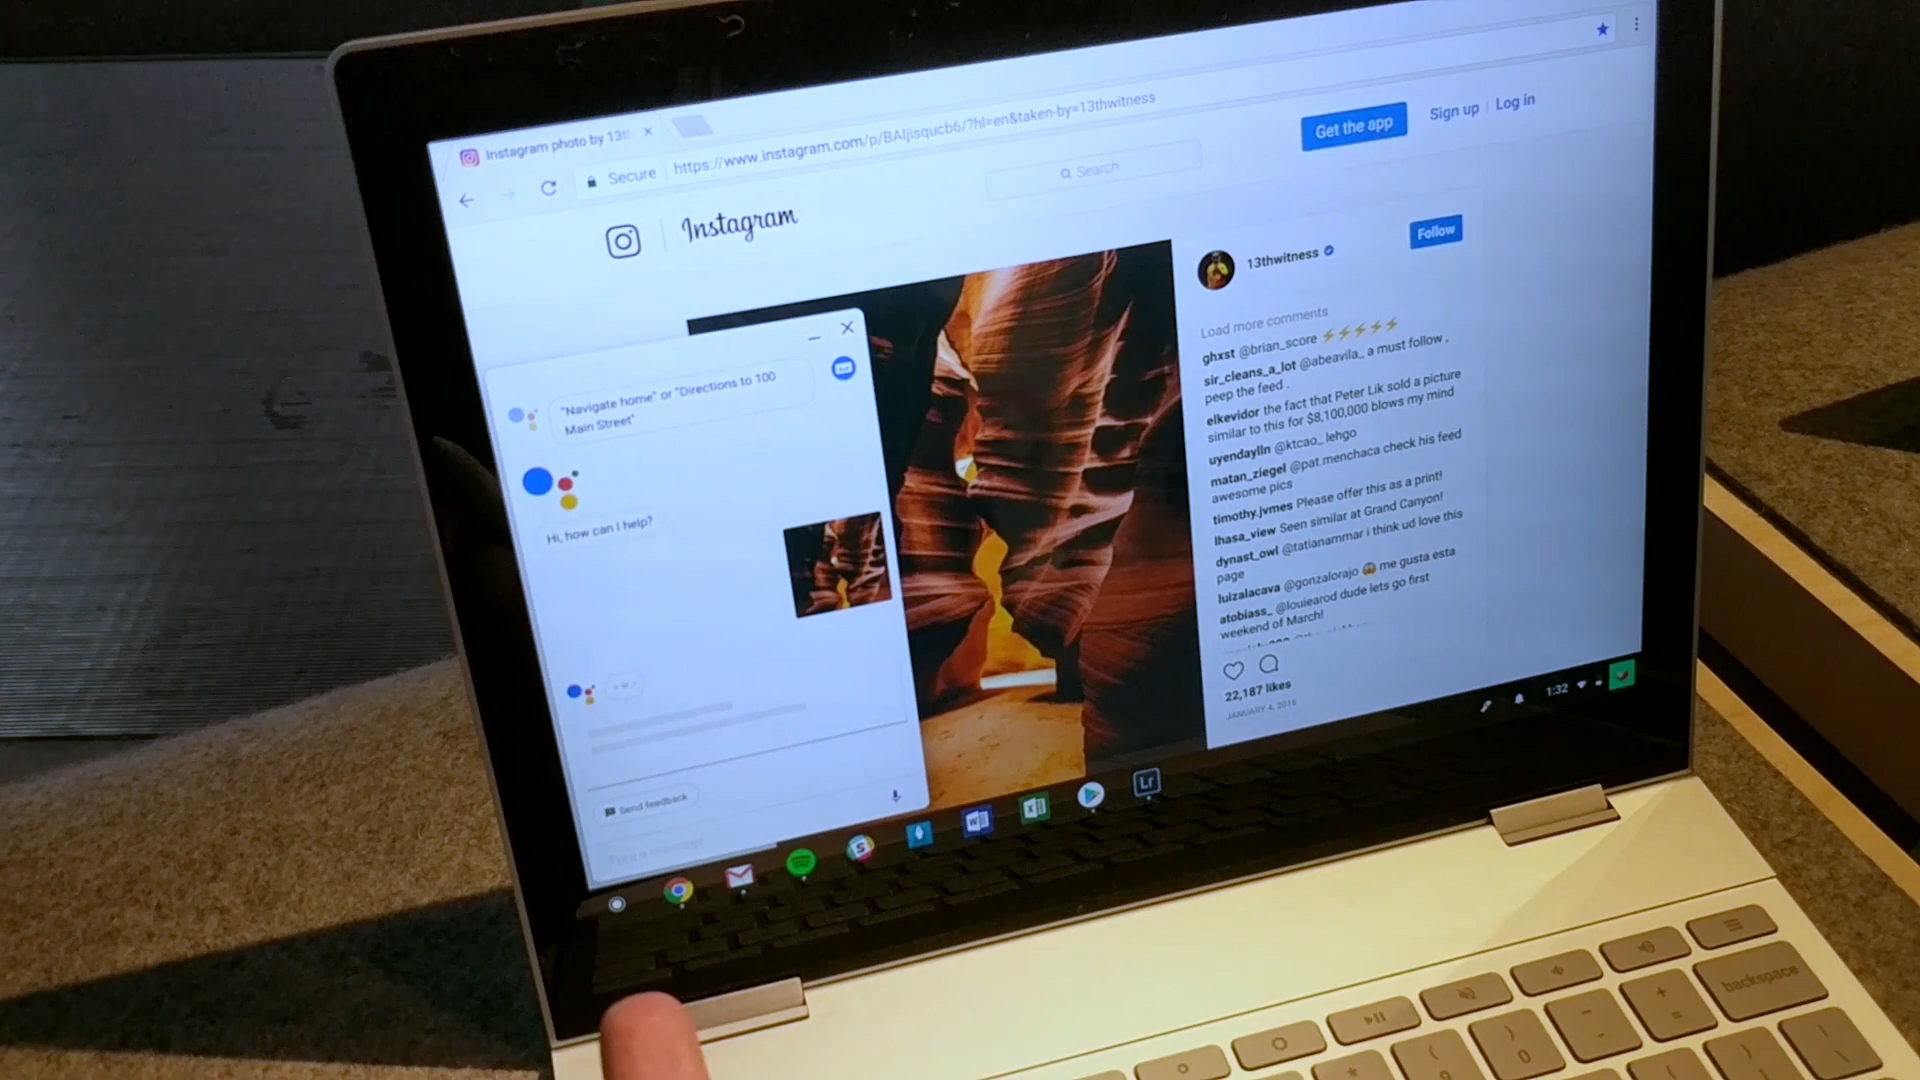 Instagram photo by 13t
Secure
https://www.instagram.com/p/BAIjisqucb6/?hl=en&taken-by=13thwitness
Instagram
Search
Get the app
Sign up | Log in
"Navigate home" or "Directions to 100
Main Street"
Hi, how can I help?
Send feedback
Type a message
13thwitness
Follow
Load more comments
ghxst @brian_score ⚡⚡⚡⚡⚡
sir_cleans_a_lot @abeavila_ a must follow ,
peep the feed .
elkevidor the fact that Peter Lik sold a picture
similar to this for $8,100,000 blows my mind
uyendaylln @ktcao_ lehgo
matan_ziegel @pat.menchaca check his feed
awesome pics
timothy.jvmes Please offer this as a print!
lhasa_view Seen similar at Grand Canyon!
dynast_owl @tatianammar i think ud love this
page
luizalacava @gonzalorajo 😱 me gusta esta
atobiass_ @louiearod dude lets go first
weekend of March!
22,187 likes
JANUARY 4, 2016
1:32
S
W
X
Lr
backspace
+
=
-
)
0
(
9
*